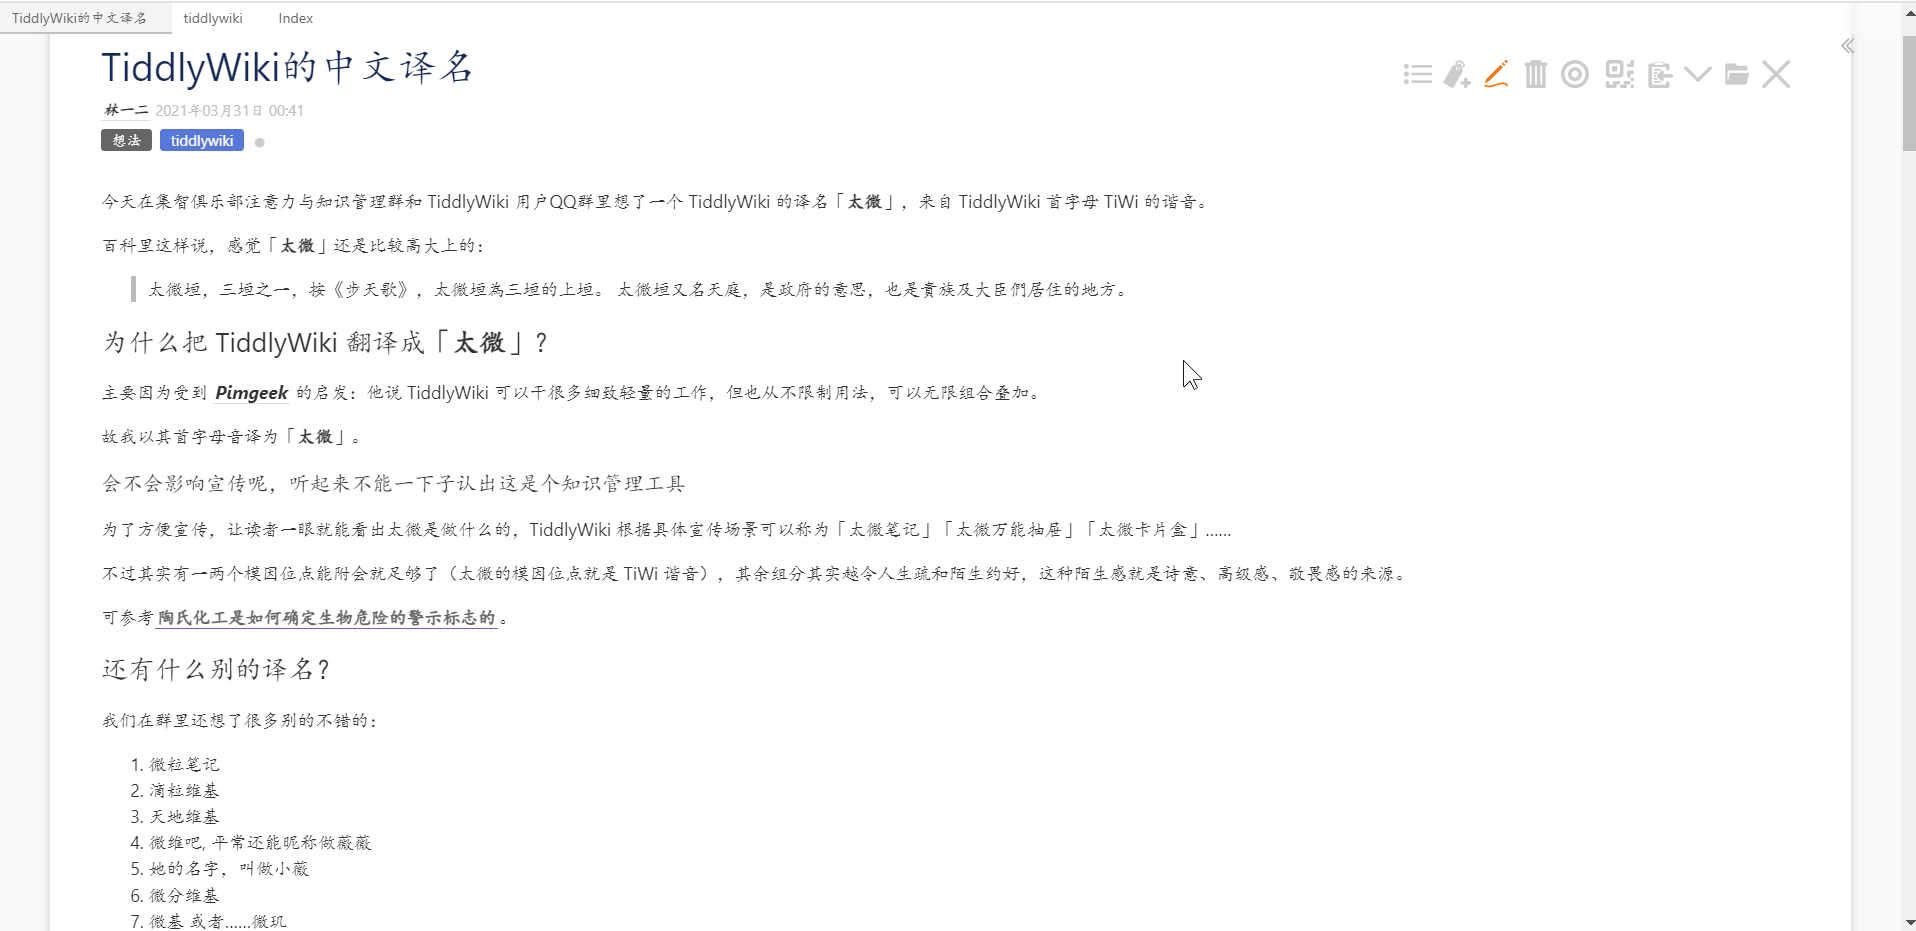 TiddlyWiki的中文译名 tiddlywiki Index
TiddlyWiki的中文译名
林一二 2021年03月31日 00:41
想法 tiddlywiki
今天在集智俱乐部注意力与知识管理群和 TiddlyWiki 用户QQ群里想了一个 TiddlyWiki 的译名「太微」，来自 TiddlyWiki 首字母 TiWi 的谐音。
百科里这样说，感觉「太微」还是比较高大上的：
太微垣，三垣之一，按《步天歌》，太微垣為三垣的上垣。 太微垣又名天庭，是政府的意思，也是貴族及大臣們居住的地方。
为什么把 TiddlyWiki 翻译成「太微」？
主要因为受到 Pimgeek 的启发：他说 TiddlyWiki 可以干很多细致轻量的工作，但也从不限制用法，可以无限组合叠加。
故我以其首字母音译为「太微」。
会不会影响宣传呢，听起来不能一下子认出这是个知识管理工具
为了方便宣传，让读者一眼就能看出太微是做什么的，TiddlyWiki 根据具体宣传场景可以称为「太微笔记」「太微万能抽屉」「太微卡片盒」……
不过其实有一两个模因位点能附会就足够了（太微的模因位点就是 TiWi 谐音），其余组分其实越令人生疏和陌生约好，这种陌生感就是诗意、高级感、敬畏感的来源。
可参考陶氏化工是如何确定生物危险的警示标志的。
还有什么别的译名？
我们在群里还想了很多别的不错的：
1. 微粒笔记
2. 滴粒维基
3. 天地维基
4. 微维吧, 平常还能昵称做薇薇
5. 她的名字，叫做小薇
6. 微分维基
7. 微基 或者……微玑